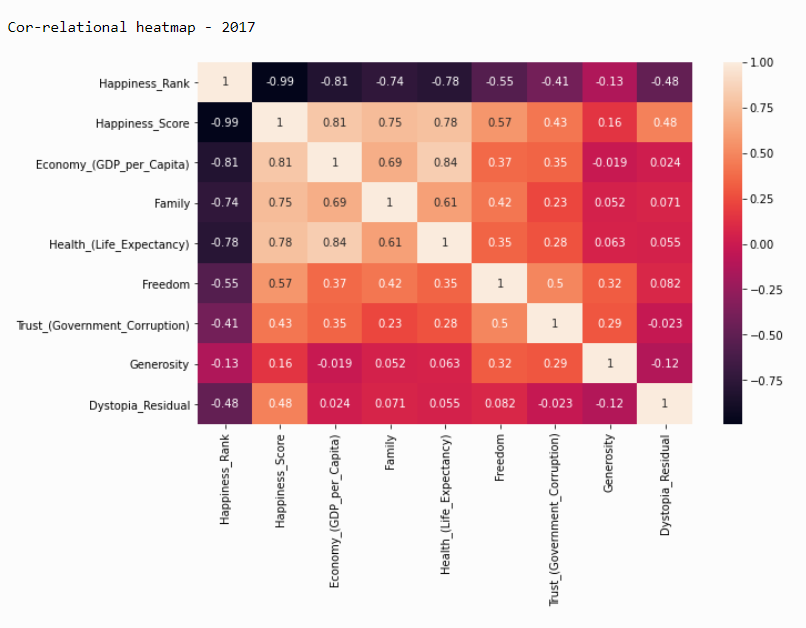 Cor-relational heatmap - 2017
Happiness_Rank 1 -0.99 -0.81 -0.74 -0.78 -0.55 -0.41 -0.13 -0.48
Happiness_Score -0.99 1 0.81 0.75 0.78 0.57 0.43 0.16 0.48
Economy_(GDP_per_Capita) -0.81 0.81 1 0.69 0.84 0.37 0.35 -0.019 0.024
Family -0.74 0.75 0.69 1 0.61 0.42 0.23 0.052 0.071
Health_(Life_Expectancy) -0.78 0.78 0.84 0.61 1 0.35 0.28 0.063 0.055
Freedom -0.55 0.57 0.37 0.42 0.35 1 0.5 0.32 0.082
Trust_(Government_Corruption) -0.41 0.43 0.35 0.23 0.28 0.5 1 0.29 -0.023
Generosity -0.13 0.16 -0.019 0.052 0.063 0.32 0.29 1 -0.12
Dystopia_Residual -0.48 0.48 0.024 0.071 0.055 0.082 -0.023 -0.12 1
Happiness_Rank
Happiness_Score
Economy_(GDP_per_Capita)
Family
Health_(Life_Expectancy)
Freedom
Trust_(Government_Corruption)
Generosity
Dystopia_Residual
1.00
0.75
0.50
0.25
0.00
−0.25
−0.50
−0.75